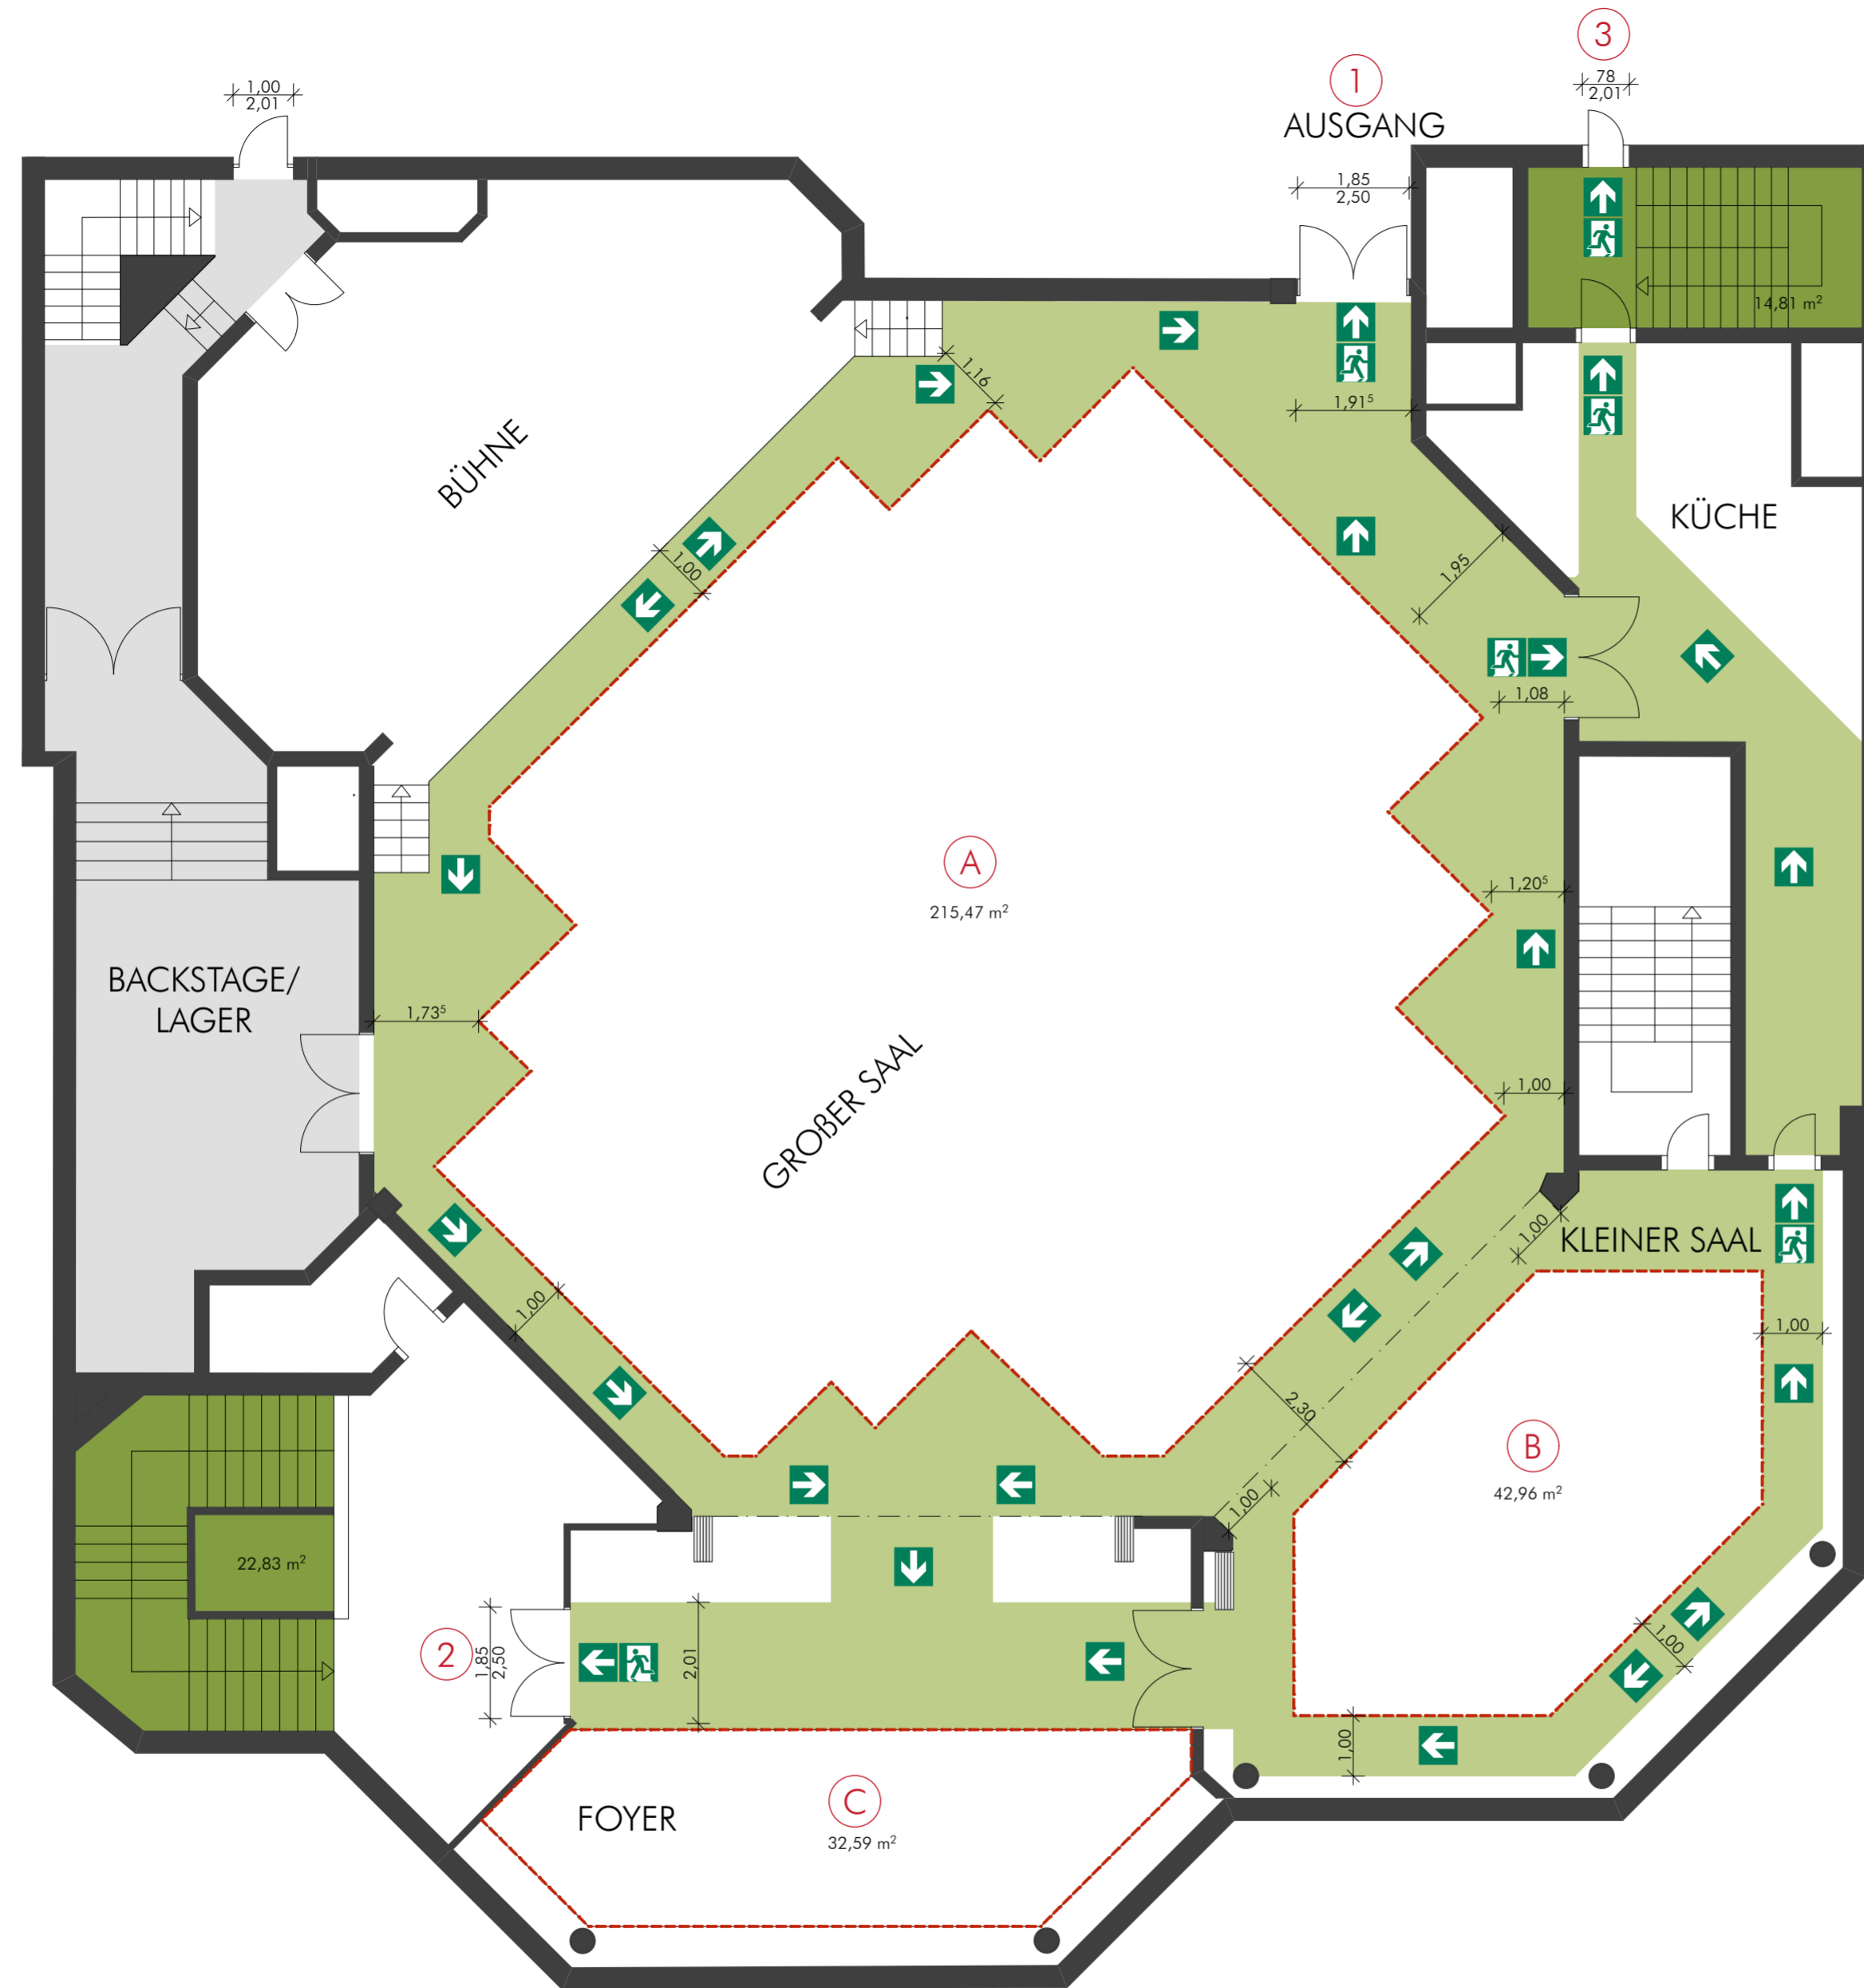 3
78
2,01
1
AUSGANG
1,85
2,50
1,00
2,01
14,81 m²
1,16
1,91⁵
BÜHNE
KÜCHE
1,00
1,95
1,08
A
215,47 m²
1,20⁵
BACKSTAGE/
LAGER
1,73⁵
GROßER SAAL
1,00
1,00
KLEINER SAAL
1,00
1,00
2,30
B
42,96 m²
1,00
22,83 m²
2
1,85
2,50
2,01
1,00
1,00
C
FOYER
32,59 m²